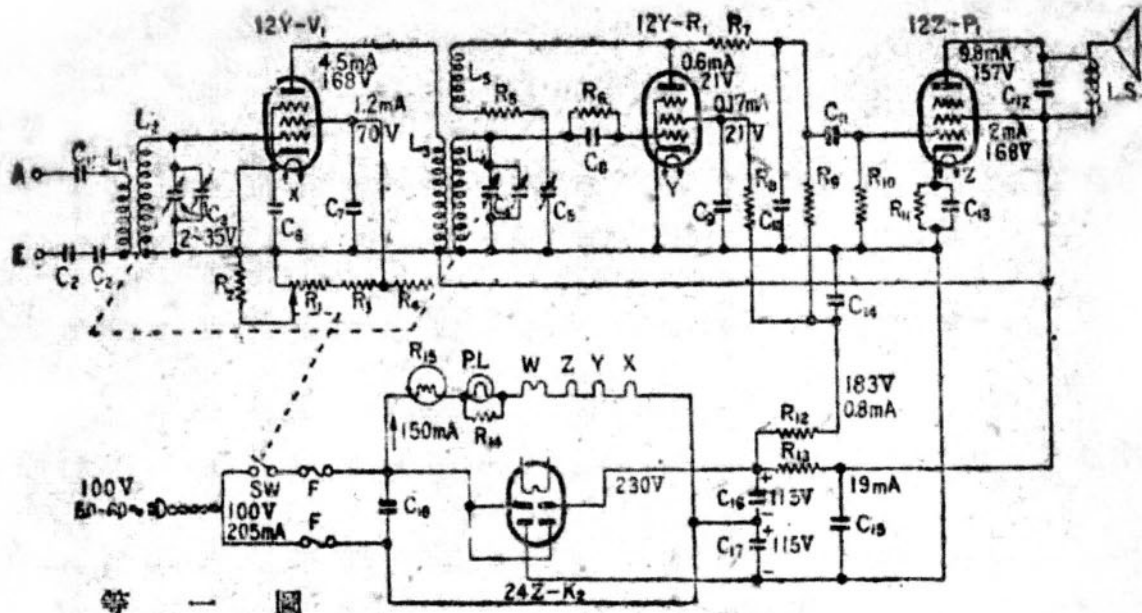 12Y-V₁
12Y-R₁
R₇
12Z-P₁
4.5mA
168V
0.6mA
21V
9.8mA
157V
L₂
1.2mA
70V
L₅
R₅
R₆
0.17mA
21V
C₁₁
C₁₂
L.S.
2mA
168V
A
C₁
L₁
L₃
L₄
C₈
E
C₂
C₂
C₃
2~35V
X
C₆
C₇
C₅
Y
C₉
R₈
C₁₀
R₉
R₁₀
R₁₁
Z
C₁₃
R₂
R₁
R₃
R₄
C₁₄
R₁₅
P.L
W
Z
Y
X
183V
0.8mA
150mA
R₁₄
R₁₂
R₁₃
100V
50-60~
SW
F
100V
205mA
F
C₁₈
230V
C₁₆
115V
19mA
C₁₇
115V
C₁₅
24Z-K₂
第一図